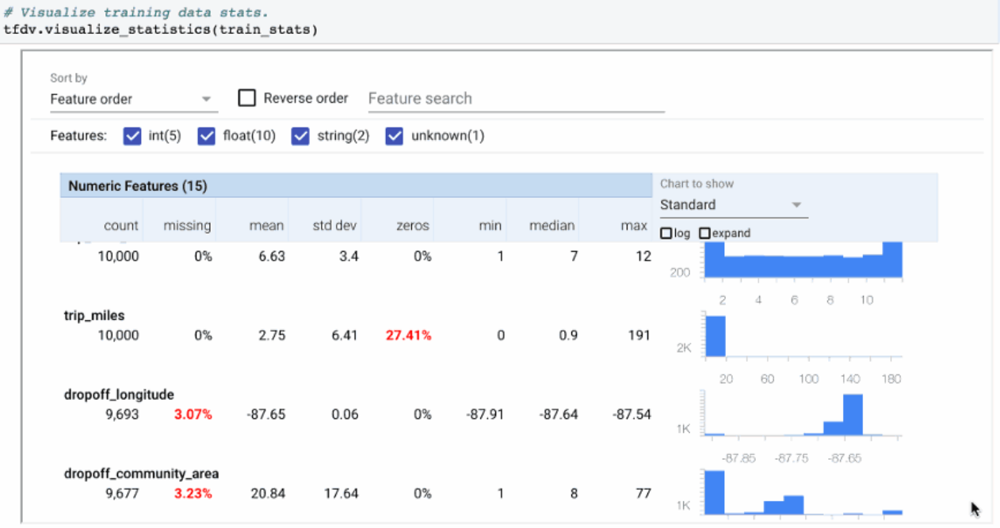 # Visualize training data stats.
tfdv.visualize_statistics(train_stats)
Sort by
Feature order
Reverse order
Feature search
Features: int(5) float(10) string(2) unknown(1)
Numeric Features (15)
Chart to show
Standard
count missing mean std dev zeros min median max
log expand
10,000 0% 6.63 3.4 0% 1 7 12
200
2 4 6 8 10
trip_miles
10,000 0% 2.75 6.41 27.41% 0 0.9 191
2K
20 60 100 140 180
dropoff_longitude
9,693 3.07% -87.65 0.06 0% -87.91 -87.64 -87.54
1K
-87.85 -87.75 -87.65
dropoff_community_area
9,677 3.23% 20.84 17.64 0% 1 8 77
1K